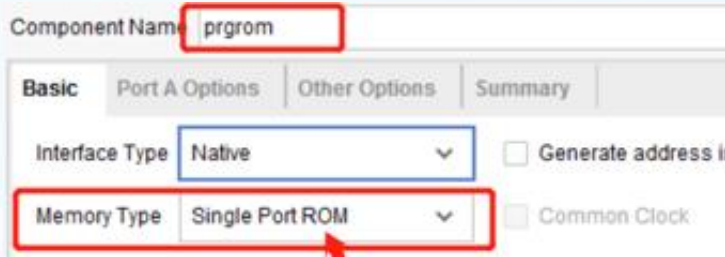 Component Name prgrom
Basic Port A Options Other Options Summary
Interface Type Native Generate address
Memory Type Single Port ROM Common Clock